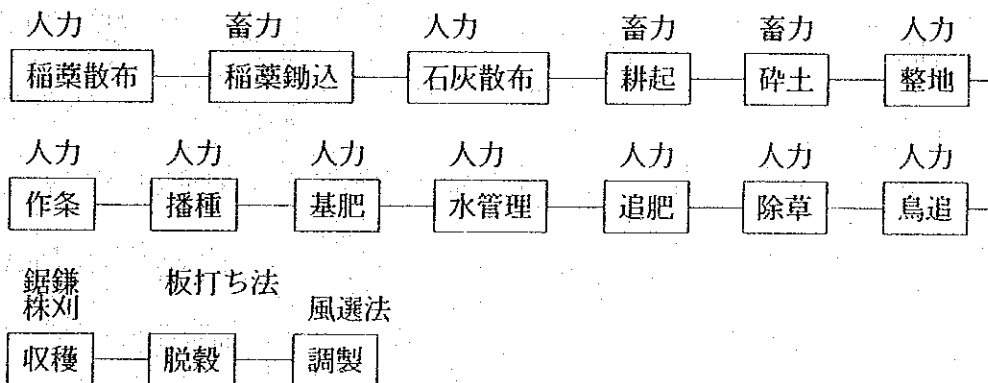 人力 畜力 人力 畜力 畜力 人力
稲藁散布 稲藁鋤込 石灰散布 耕起 砕土 整地
人力 人力 人力 人力 人力 人力 人力
作条 播種 基肥 水管理 追肥 除草 鳥追
鋸鎌 板打ち法
株刈 風選法
収穫 脱穀 調製